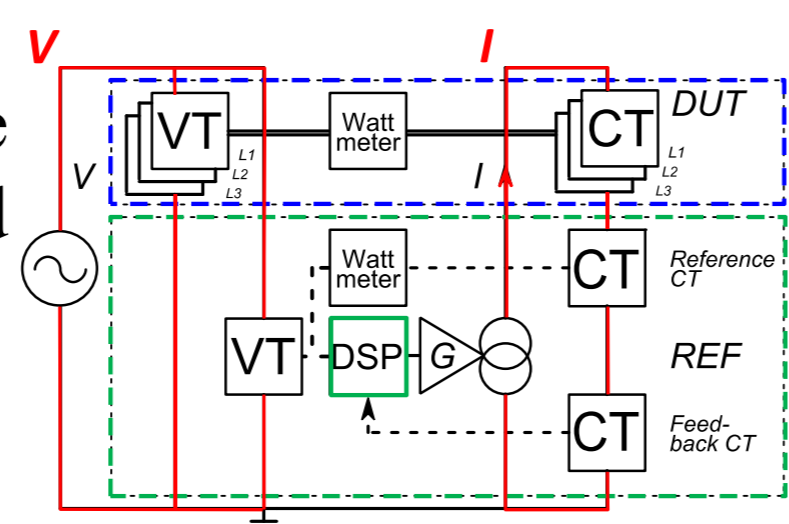 V
I
e
d
V
VT
L1
L2
L3
Watt
meter
I
CT
L1
L2
L3
DUT
Watt
meter
CT
Reference
CT
VT
DSP
G
REF
CT
Feed-
back CT